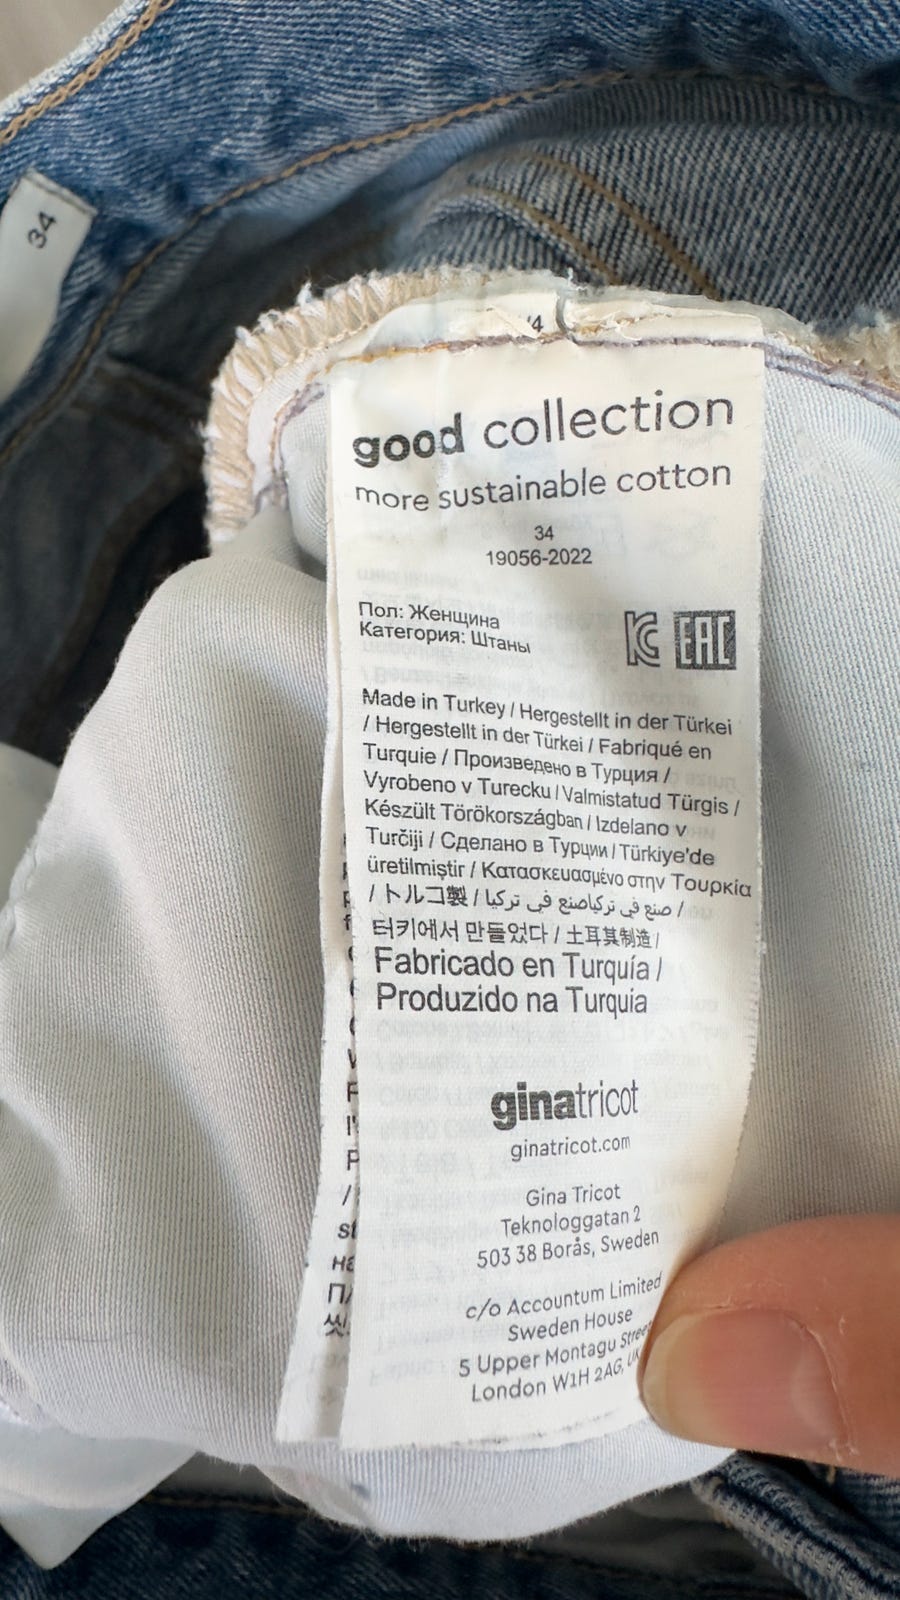 34
/4
good collection
more sustainable cotton
34
19056-2022
Пол: Женщина
Категория: Штаны
EAC
Made in Turkey / Hergestellt in der Türkei
/ Hergestellt in der Türkei / Fabriqué en
Turquie / Произведено в Турция /
Vyrobeno v Turecku / Valmistatud Türgis /
Készült Törökországban / Izdelano v
Turčiji / Сделано в Турции / Türkiye'de
üretilmiştir / Κατασκευασμένο στην Τουρκία
/ トルコ製 / صنع في تركياصنع في تركيا /
터키에서 만들었다 / 土耳其制造 /
Fabricado en Turquía /
Produzido na Turquia
ginatricot
ginatricot.com
Gina Tricot
Teknologgatan 2
503 38 Borås, Sweden
c/o Accountum Limited
Sweden House
5 Upper Montagu Street
London W1H 2AG, UK